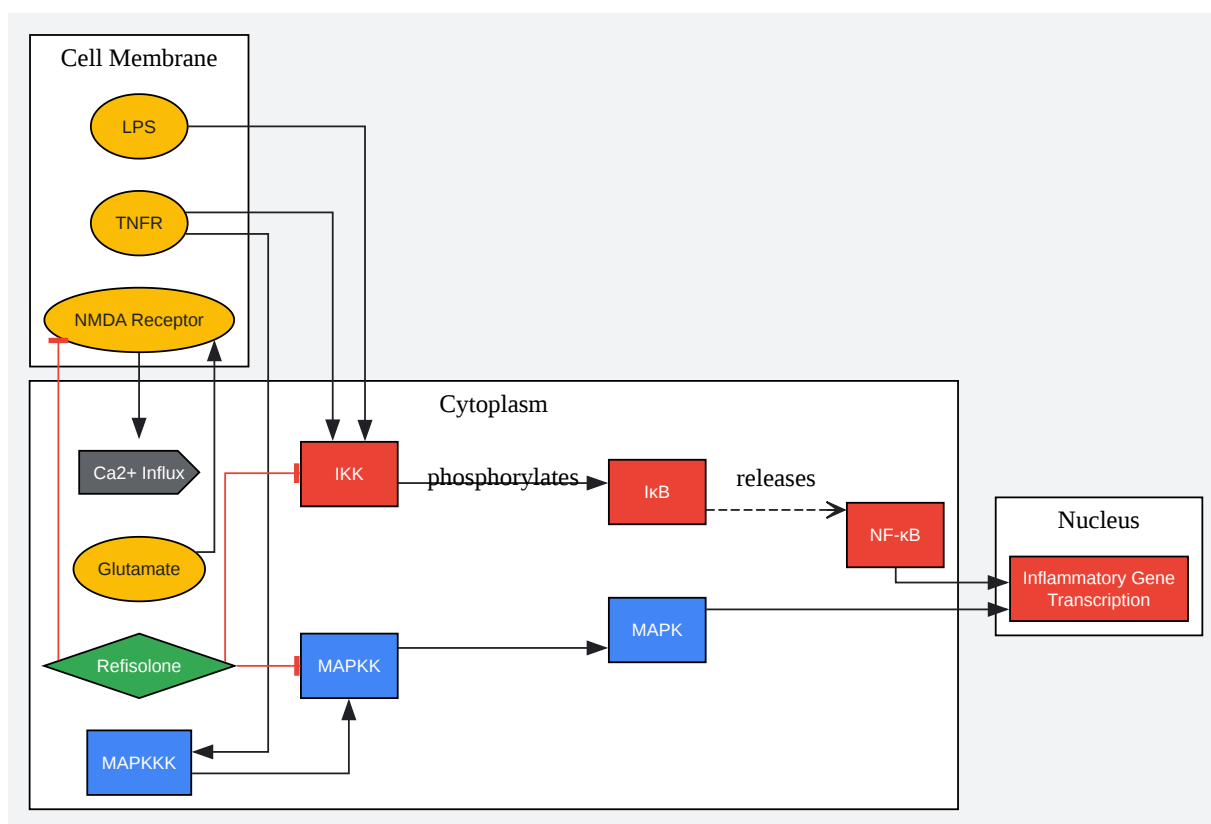 Cell Membrane
LPS
TNFR
NMDA Receptor
Cytoplasm
Ca2+ Influx
IKK
phosphorylates
IκB
releases
NF-κB
Nucleus
Inflammatory Gene
Transcription
Glutamate
Refisolone
MAPKK
MAPK
MAPKKK